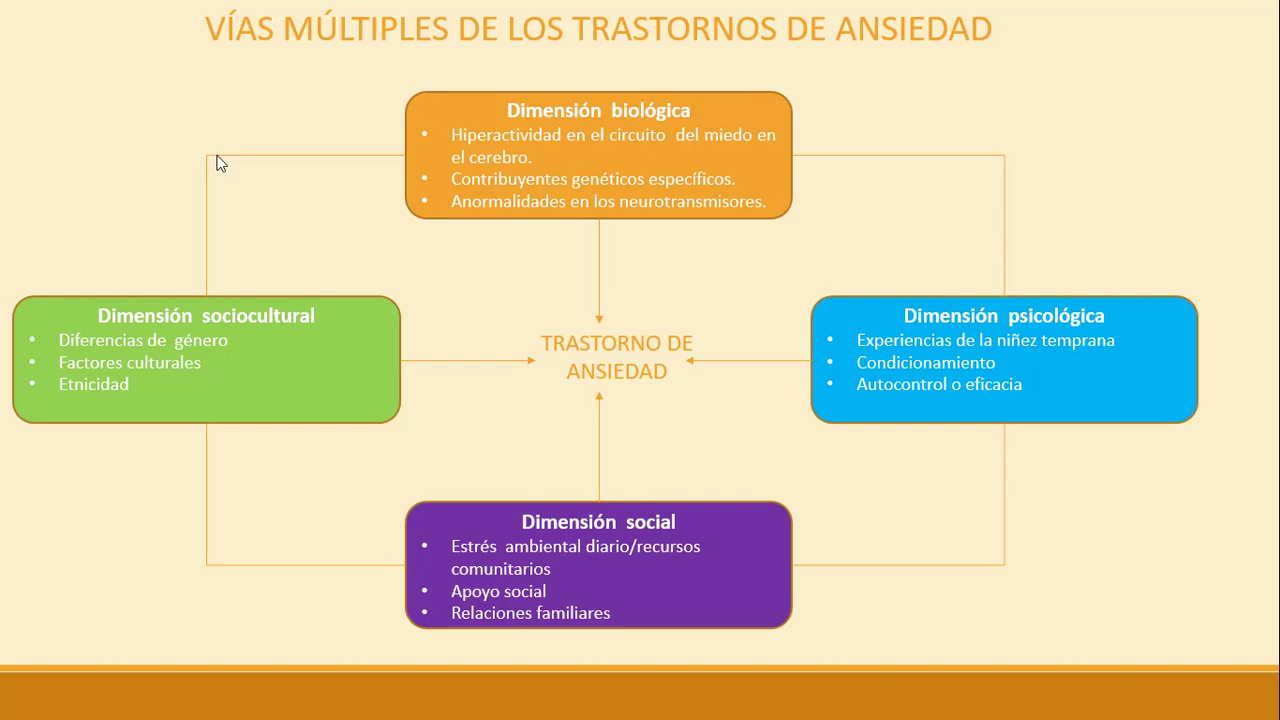 VÍAS MÚLTIPLES DE LOS TRASTORNOS DE ANSIEDAD
Dimensión biológica
• Hiperactividad en el circuito del miedo en
el cerebro.
• Contribuyentes genéticos específicos.
• Anormalidades en los neurotransmisores.
Dimensión sociocultural
• Diferencias de género
• Factores culturales
• Etnicidad
TRASTORNO DE
ANSIEDAD
Dimensión psicológica
• Experiencias de la niñez temprana
• Condicionamiento
• Autocontrol o eficacia
Dimensión social
• Estrés ambiental diario/recursos
comunitarios
• Apoyo social
• Relaciones familiares